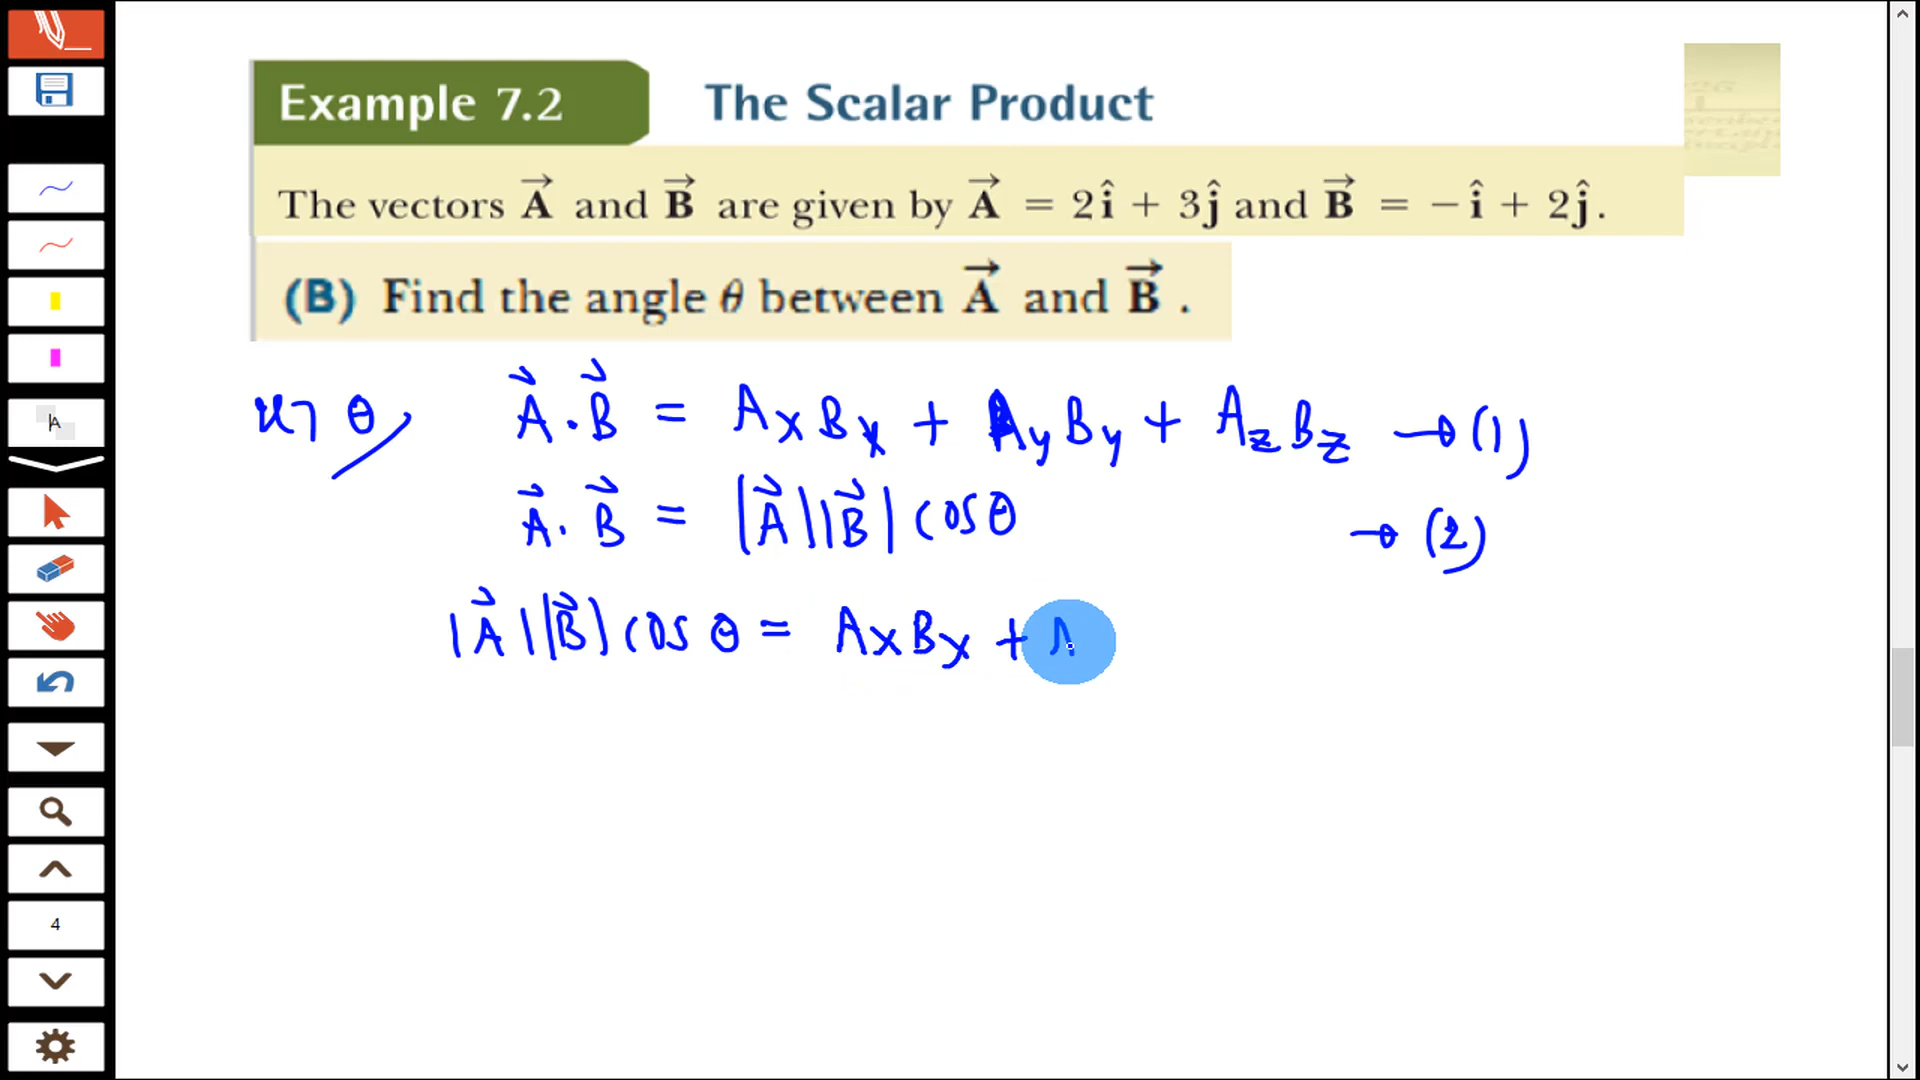 Example 7.2 The Scalar Product
The vectors A⃗ and B⃗ are given by A⃗ = 2î + 3ĵ and B⃗ = −î + 2ĵ.
(B) Find the angle θ between A⃗ and B⃗ .
θ A⃗ · B⃗ = AxBx + AyBy + AzBz → (1)
A⃗ · B⃗ = |A⃗||B⃗| cos θ → (2)
|A⃗||B⃗| cos θ = AxBx + A
A
4